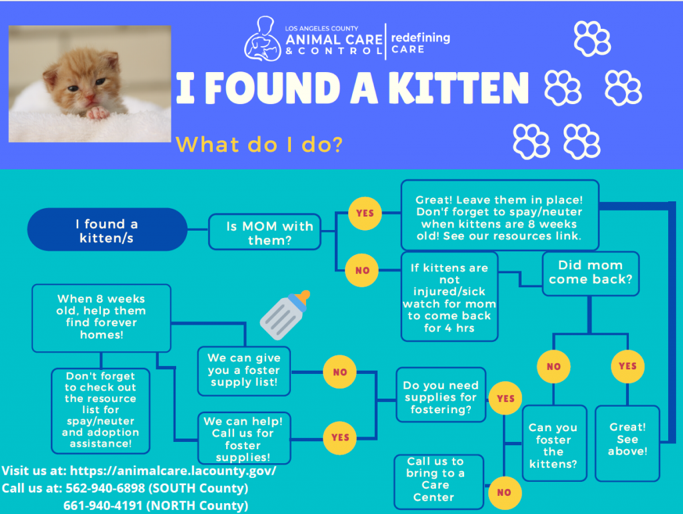 LOS ANGELES COUNTY
ANIMAL CARE
& CONTROL
redefining
CARE
I FOUND A KITTEN
What do I do?
I found a
kitten/s
Is MOM with
them?
YES
Great! Leave them in place!
Don't forget to spay/neuter
when kittens are 8 weeks
old! See our resources link.
NO
If kittens are
not
injured/sick
watch for mom
to come back
for 4 hrs
Did mom
come back?
NO
YES
Can you
foster
the
kittens?
Great!
See
above!
YES
NO
Do you need
supplies for
fostering?
Call us to
bring to a
Care
Center
NO
YES
We can give
you a foster
supply list!
We can help!
Call us for
foster
supplies!
When 8 weeks
old, help them
find forever
homes!
Don't forget
to check out
the resource
list for
spay/neuter
and adoption
assistance!
Visit us at: https://animalcare.lacounty.gov/
Call us at: 562-940-6898 (SOUTH County)
661-940-4191 (NORTH County)